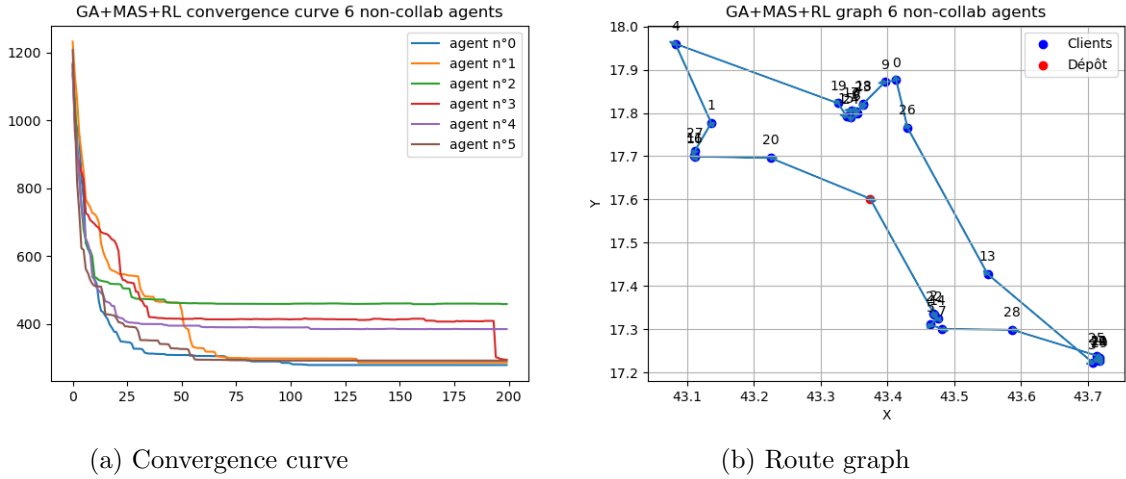 GA+MAS+RL convergence curve 6 non-collab agents
1200
1000
800
600
400
0 25 50 75 100 125 150 175 200
agent n°0
agent n°1
agent n°2
agent n°3
agent n°4
agent n°5
(a) Convergence curve
GA+MAS+RL graph 6 non-collab agents
18.0
17.9
17.8
17.7
17.6
17.5
17.4
17.3
17.2
Y
43.1 43.2 43.3 43.4 43.5 43.6 43.7
X
Clients
Dépôt
4
9 0
19
26
1
27
20
13
28
(b) Route graph